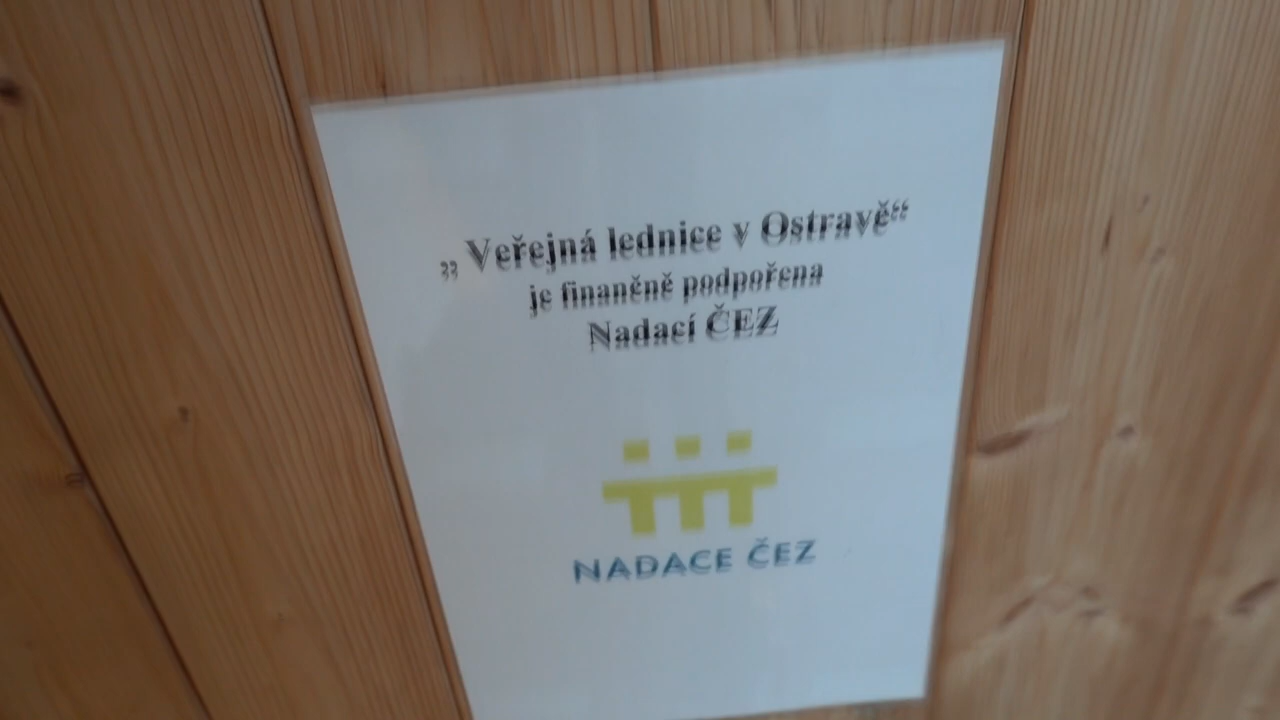 „Veřejná lednice v Ostravě“
je finančně podpořena
Nadací ČEZ
NADACE ČEZ